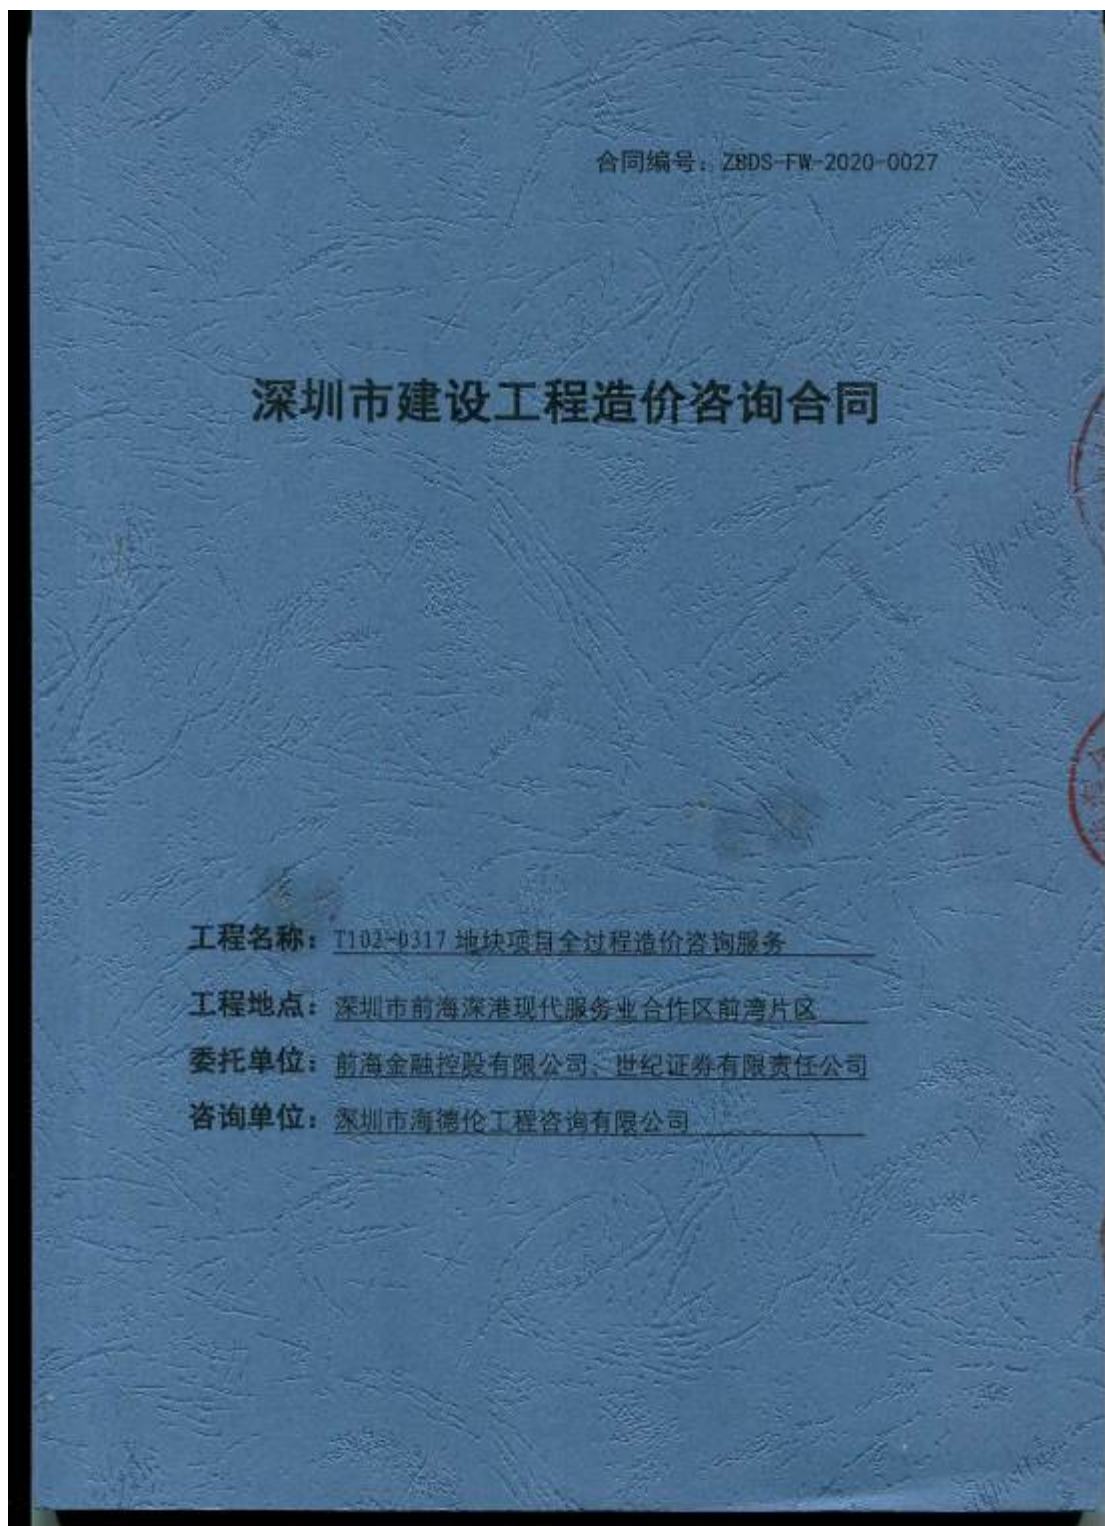 合同编号：ZBDS-FW-2020-0027
深圳市建设工程造价咨询合同
工程名称：T102-0317 地块项目全过程造价咨询服务
工程地点：深圳市前海深港现代服务业合作区前湾片区
委托单位：前海金融控股有限公司、世纪证券有限责任公司
咨询单位：深圳市海德伦工程咨询有限公司